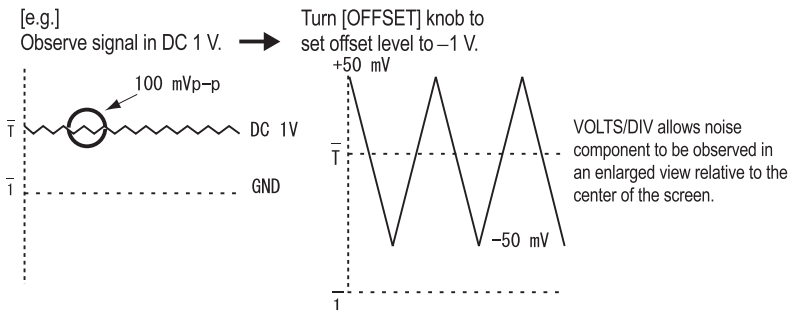 [e.g.]
Observe signal in DC 1 V.
Turn [OFFSET] knob to
set offset level to –1 V.
100 mVp-p
T
DC 1V
1
GND
+50 mV
T
-50 mV
1
VOLTS/DIV allows noise
component to be observed in
an enlarged view relative to the
center of the screen.